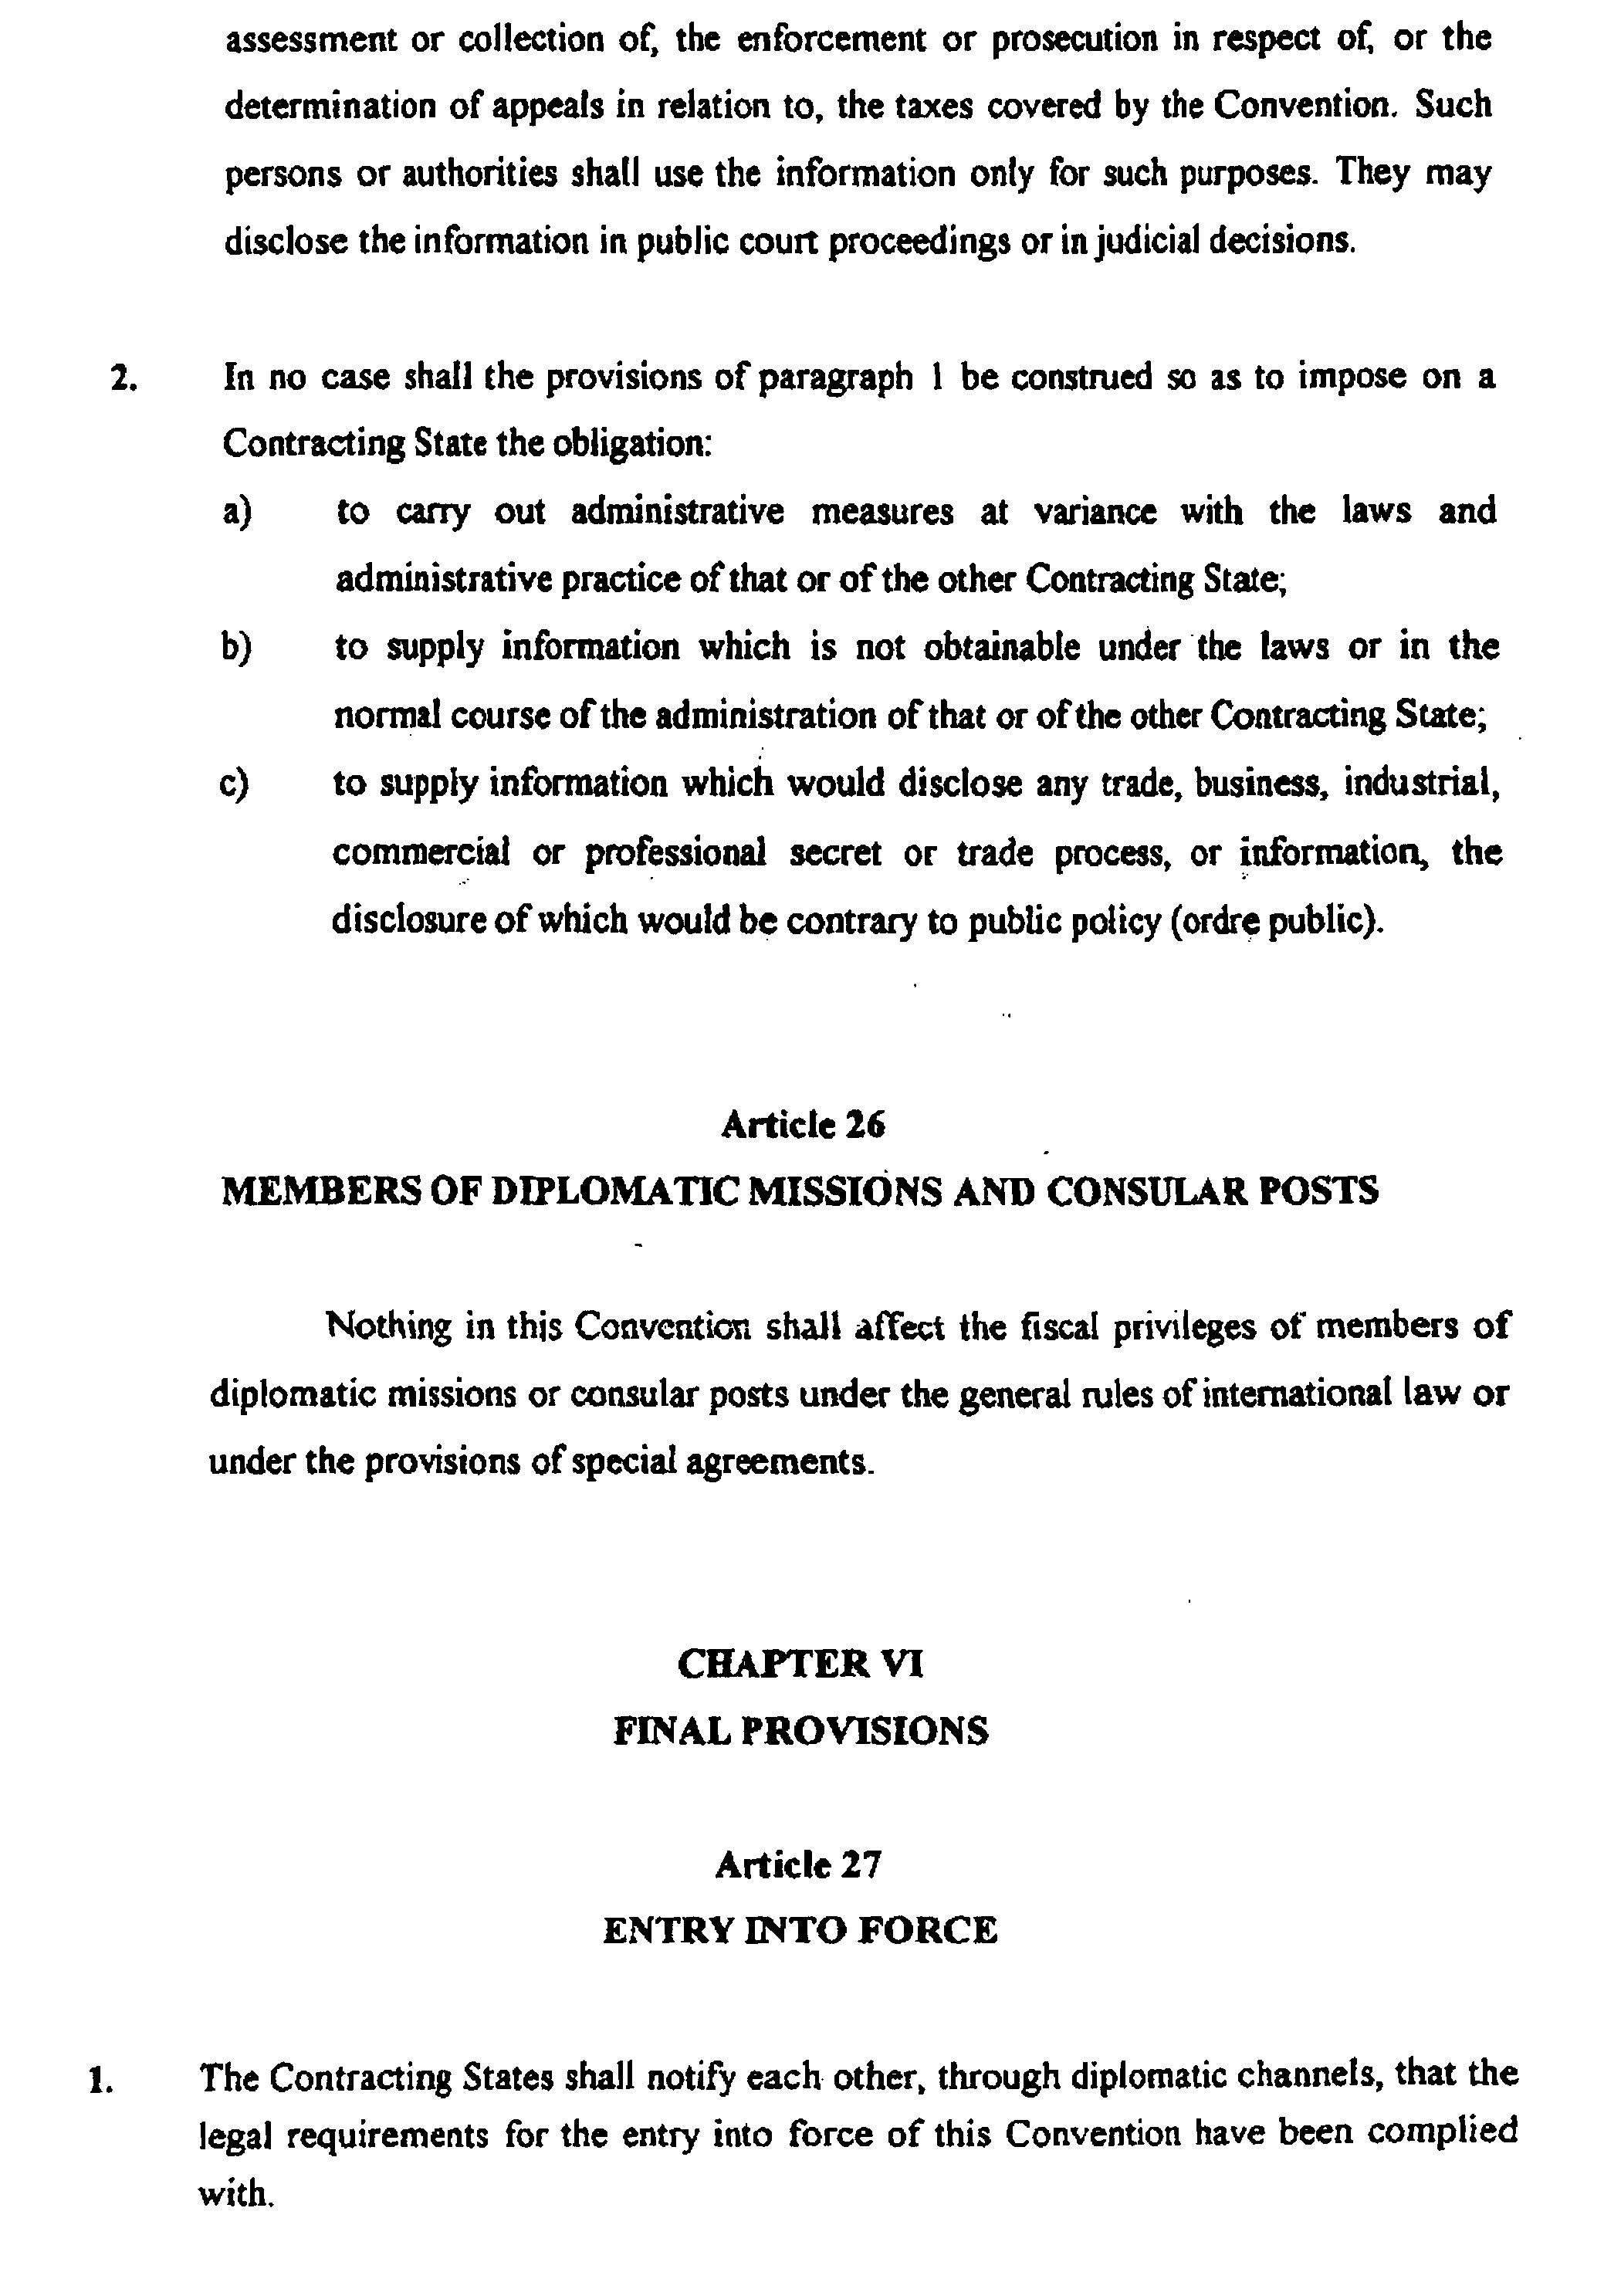 assessment or collection of, the enforcement or prosecution in respect of, or the
determination of appeals in relation to, the taxes covered by the Convention. Such
persons or authorities shall use the information only for such purposes. They may
disclose the information in public court proceedings or in judicial decisions.
2. In no case shall the provisions of paragraph 1 be construed so as to impose on a
Contracting State the obligation:
a) to carry out administrative measures at variance with the laws and
administrative practice of that or of the other Contracting State;
b) to supply information which is not obtainable under the laws or in the
normal course of the administration of that or of the other Contracting State;
c) to supply information which would disclose any trade, business, industrial,
commercial or professional secret or trade process, or information, the
disclosure of which would be contrary to public policy (ordre public).
Article 26
MEMBERS OF DIPLOMATIC MISSIONS AND CONSULAR POSTS
Nothing in this Convention shall affect the fiscal privileges of members of
diplomatic missions or consular posts under the general rules of international law or
under the provisions of special agreements.
CHAPTER VI
FINAL PROVISIONS
Article 27
ENTRY INTO FORCE
1. The Contracting States shall notify each other, through diplomatic channels, that the
legal requirements for the entry into force of this Convention have been complied
with.